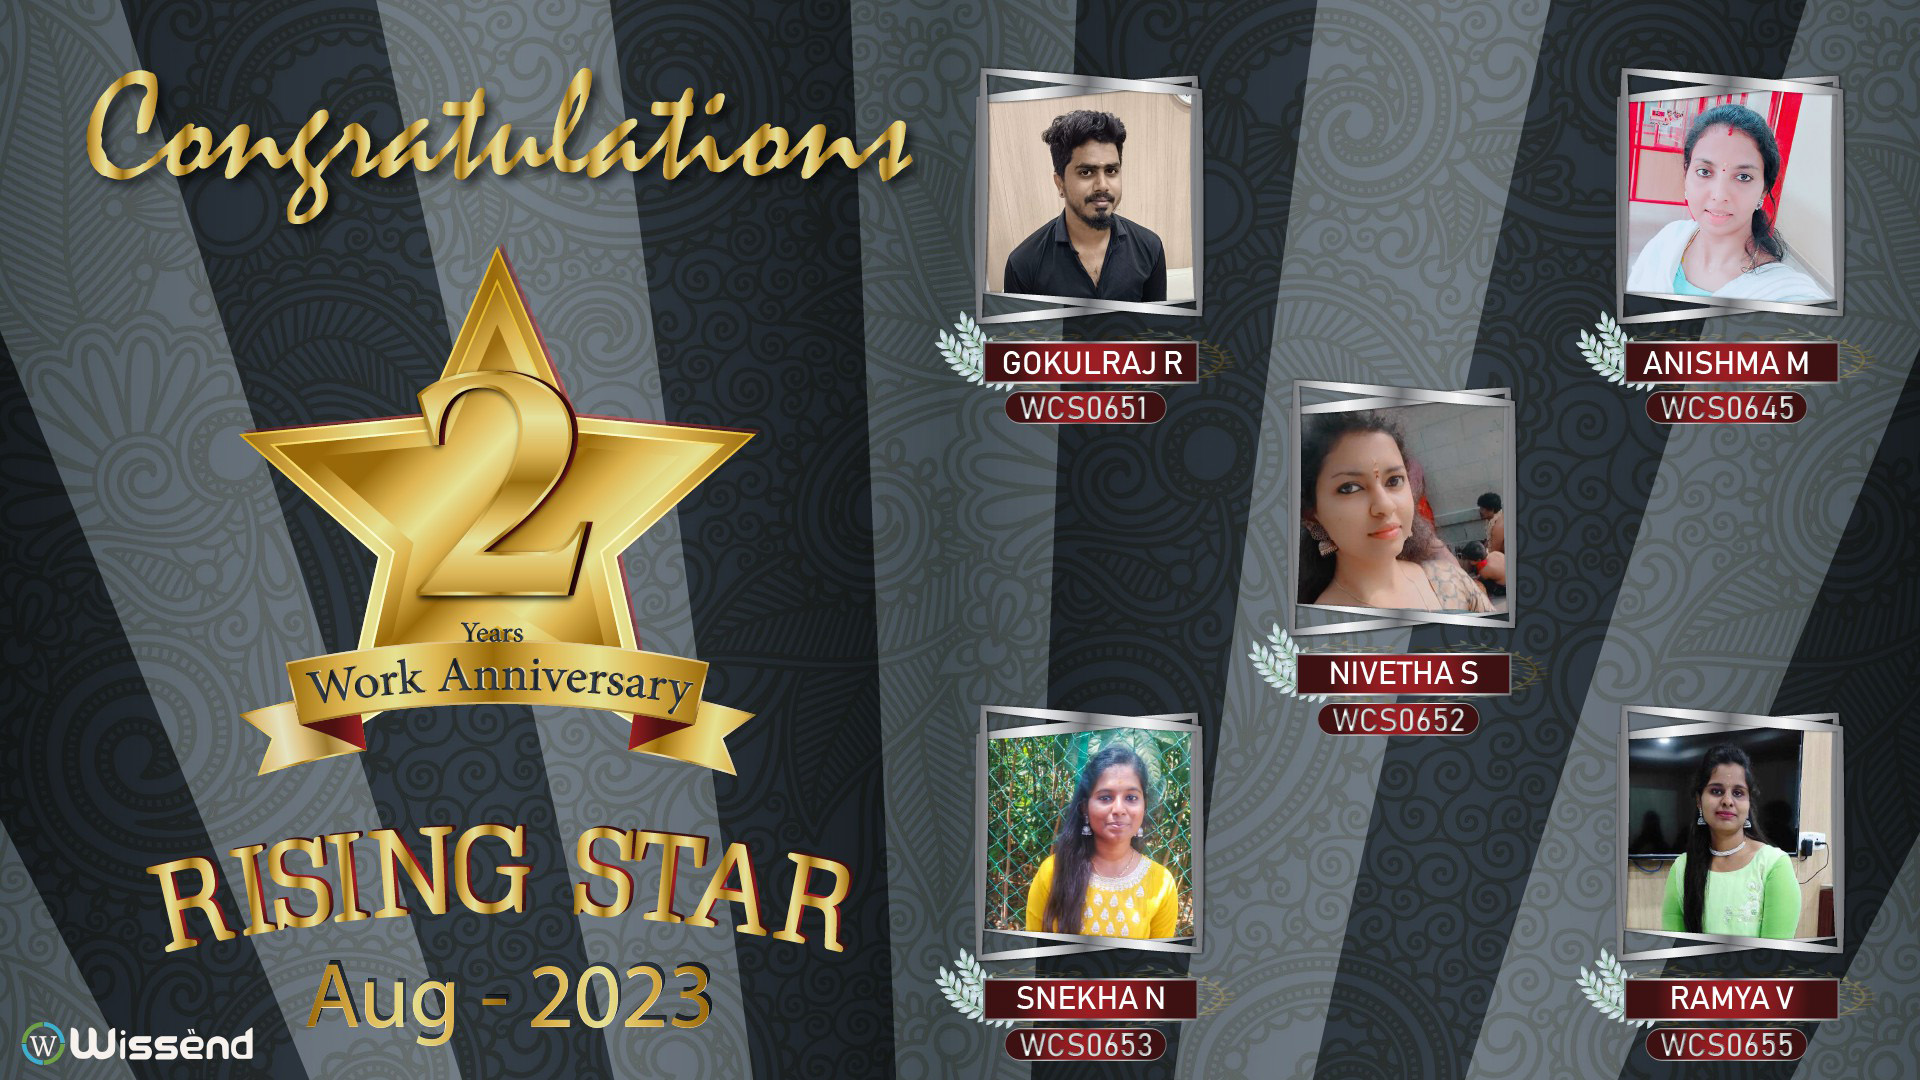 Congratulations
2
Years
Work Anniversary
RISING STAR
Aug - 2023
W Wissënd
GOKULRAJ R
WCS0651
ANISHMA M
WCS0645
NIVETHA S
WCS0652
SNEKHA N
WCS0653
RAMYA V
WCS0655